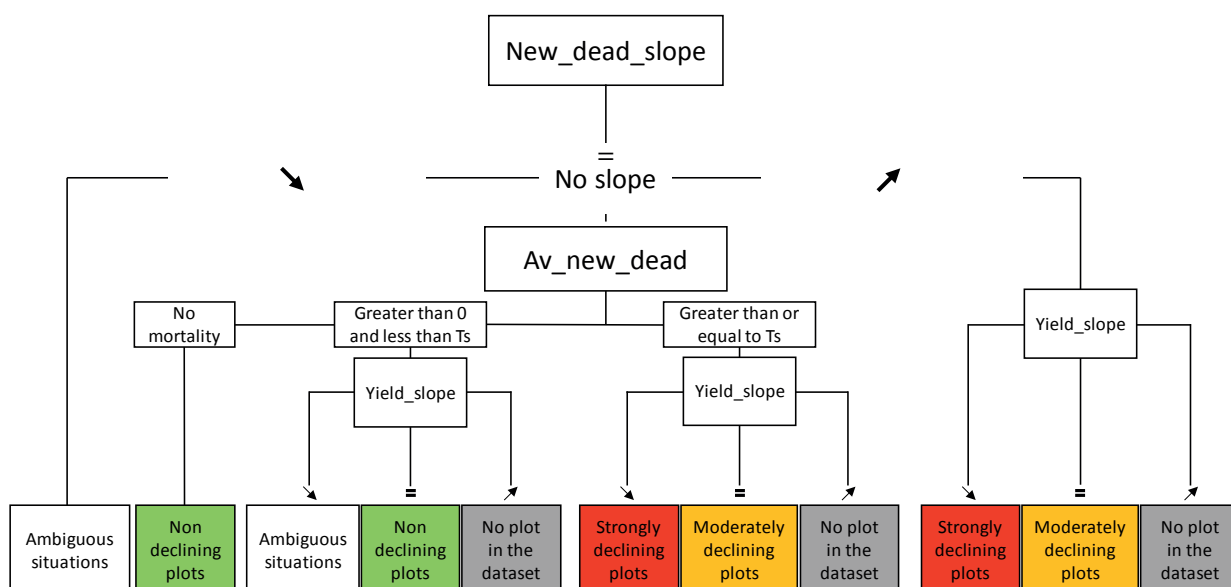 New_dead_slope
=
No slope
Av_new_dead
No
mortality
Greater than 0
and less than Ts
Greater than or
equal to Ts
Yield_slope
Yield_slope
Yield_slope
=
=
=
Ambiguous
situations
Non
declining
plots
Ambiguous
situations
Non
declining
plots
No plot
in the
dataset
Strongly
declining
plots
Moderately
declining
plots
No plot
in the
dataset
Strongly
declining
plots
Moderately
declining
plots
No plot
in the
dataset